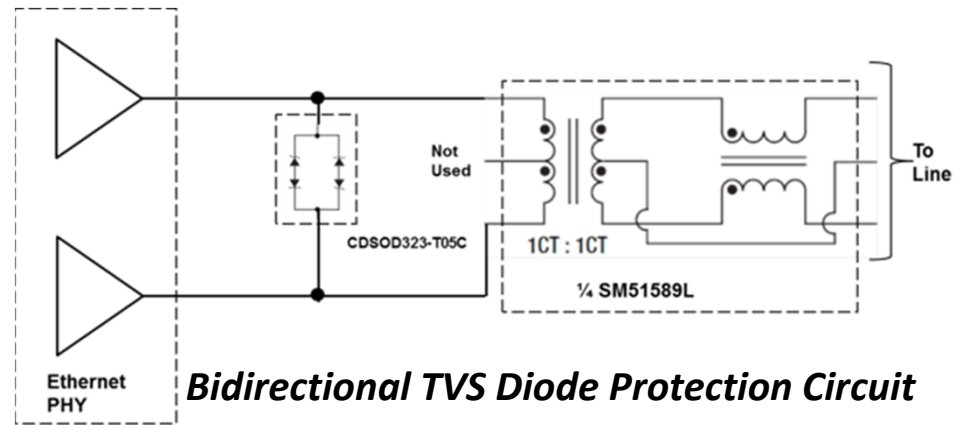 Not
Used
To
Line
CDSOD323-T05C
1CT : 1CT
¼ SM51589L
Ethernet
PHY
Bidirectional TVS Diode Protection Circuit